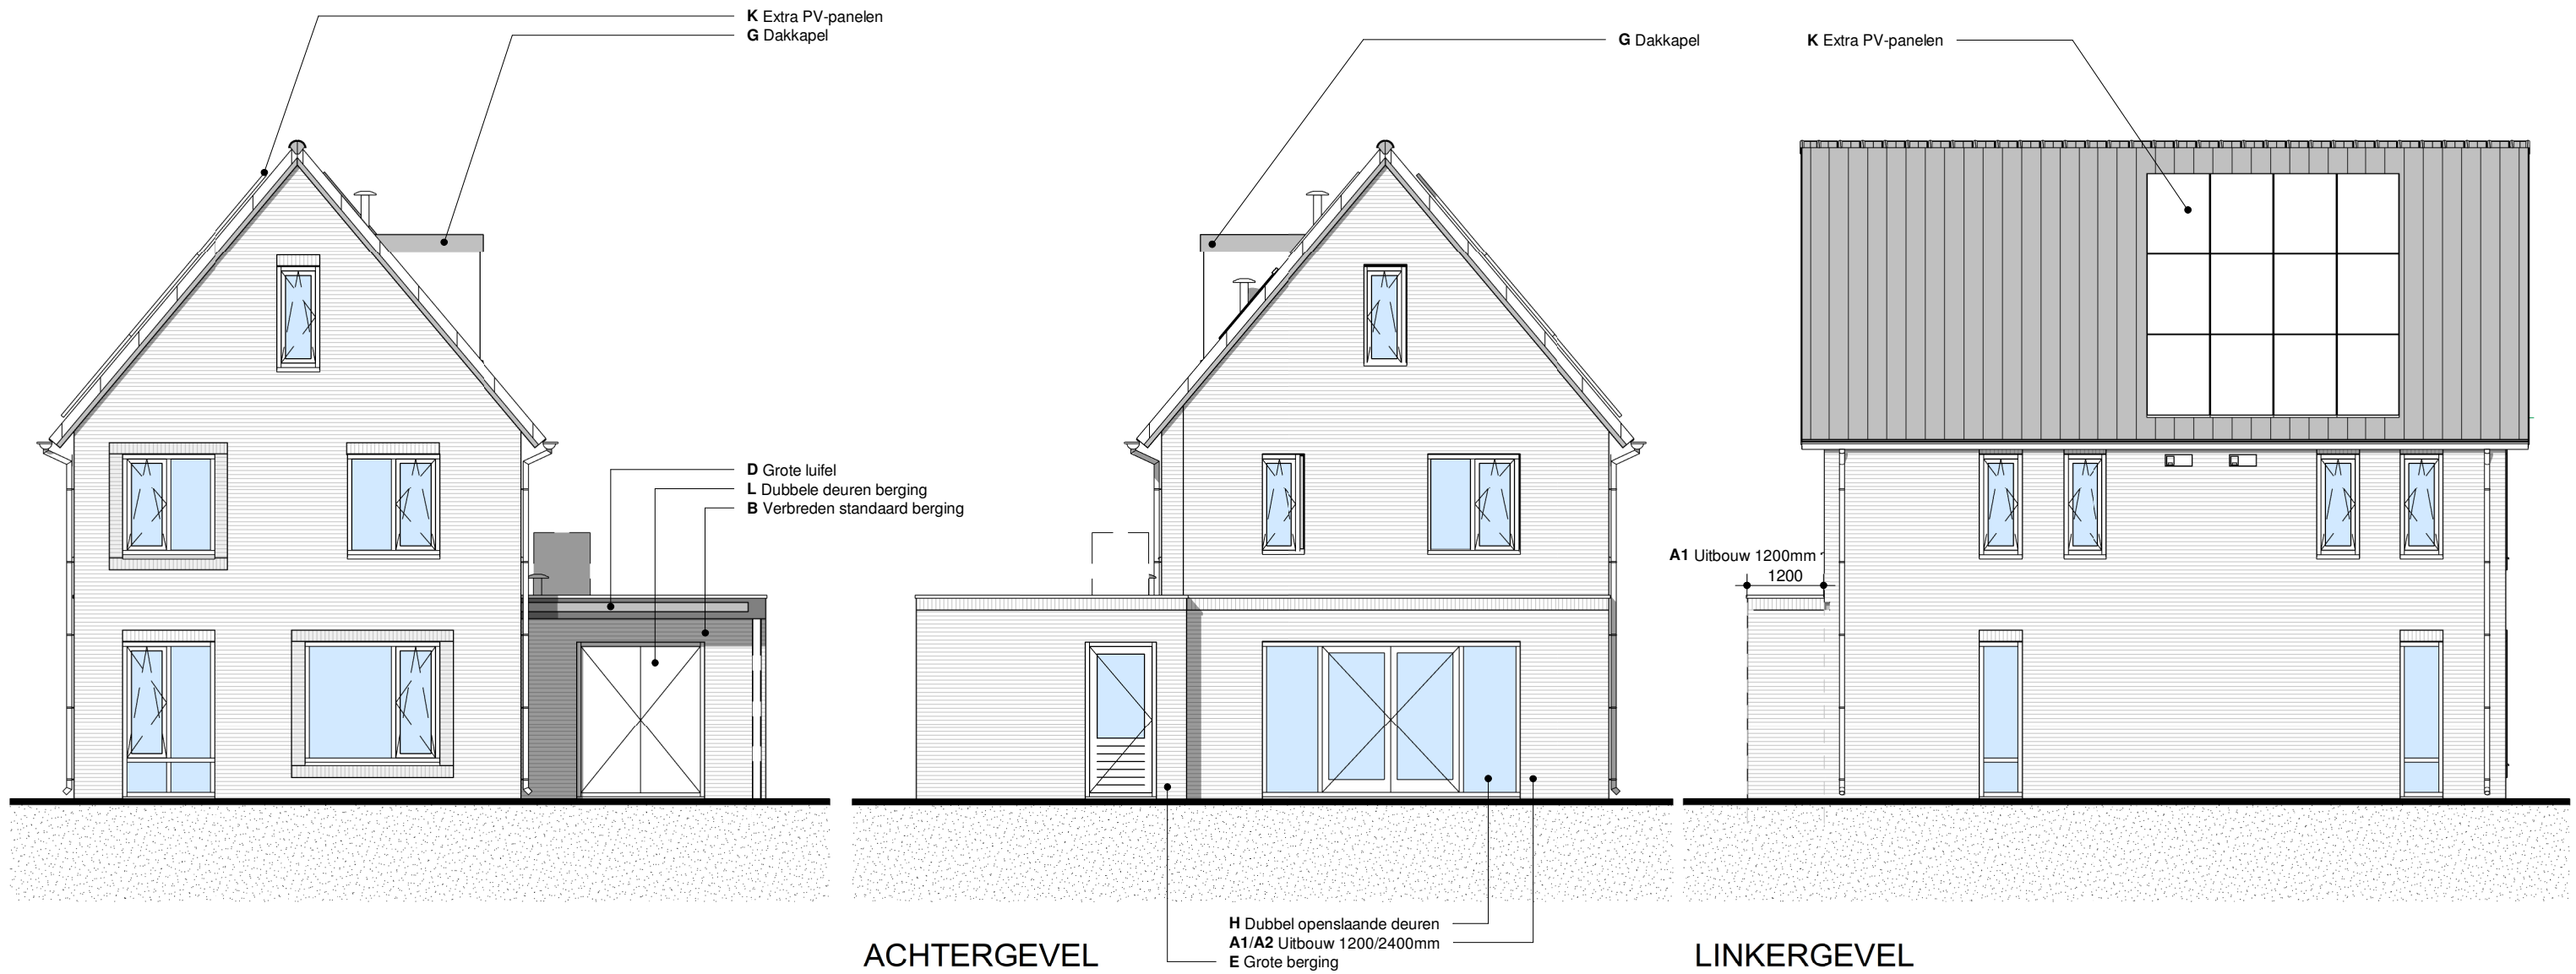 K Extra PV-panelen
G Dakkapel
G Dakkapel
K Extra PV-panelen
D Grote luifel
L Dubbele deuren berging
B Verbreden standaard berging
A1 Uitbouw 1200mm
1200
H Dubbel openslaande deuren
A1/A2 Uitbouw 1200/2400mm
E Grote berging
ACHTERGEVEL
LINKERGEVEL